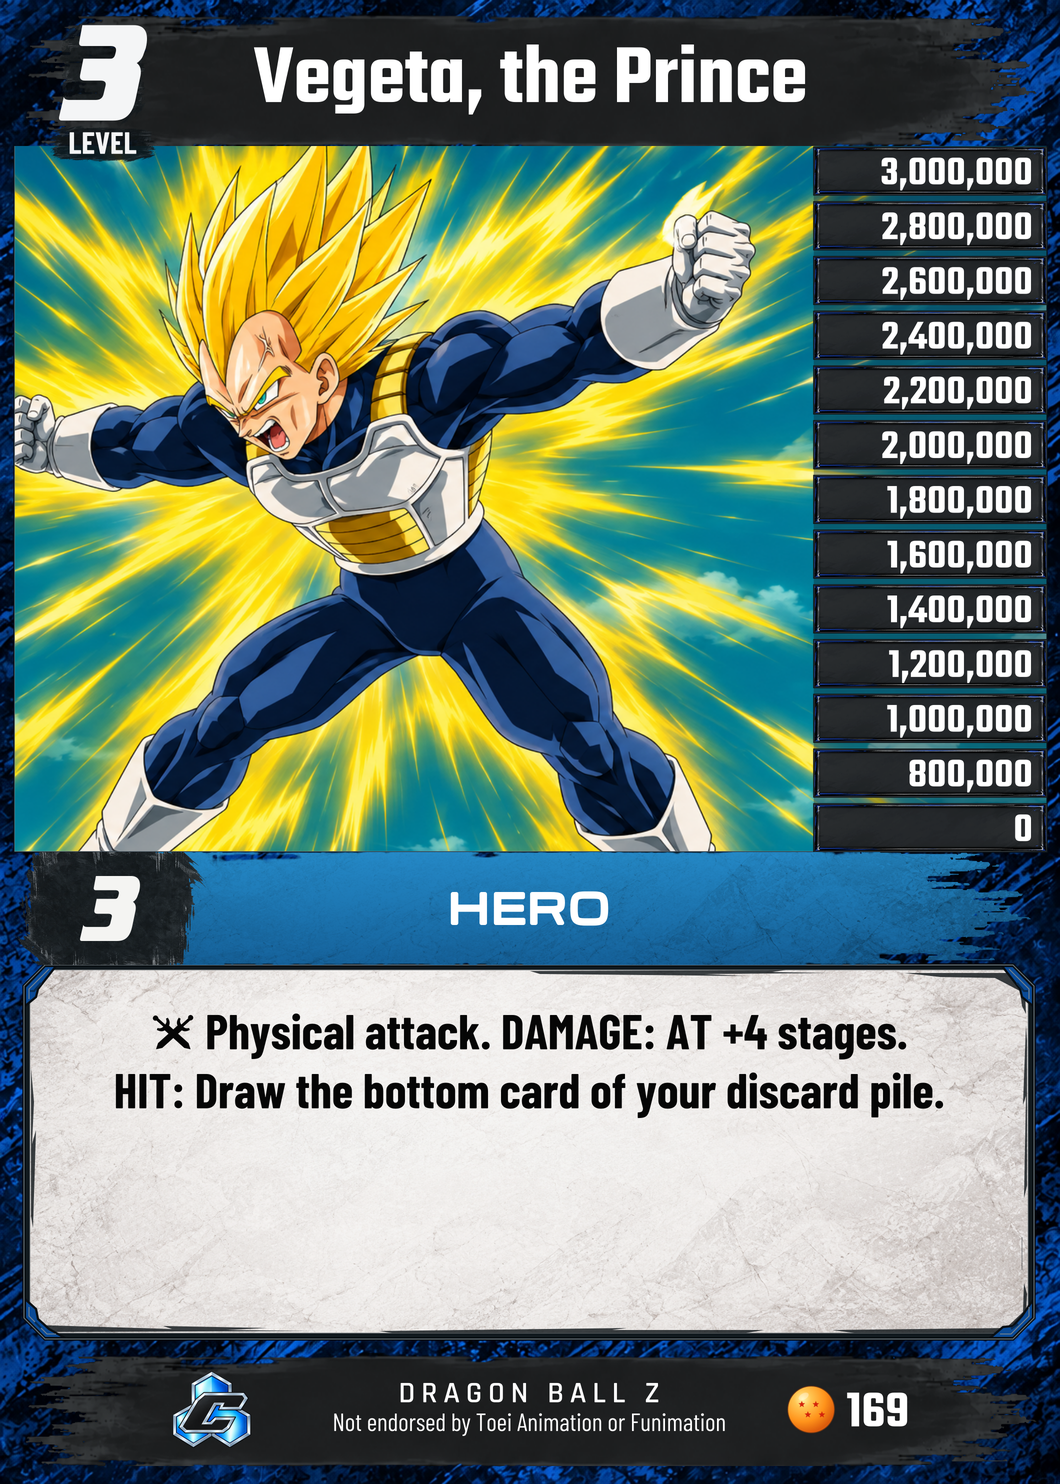 3
LEVEL
Vegeta, the Prince
3,000,000
2,800,000
2,600,000
2,400,000
2,200,000
2,000,000
1,800,000
1,600,000
1,400,000
1,200,000
1,000,000
800,000
0
3
HERO
Physical attack. DAMAGE: AT +4 stages.
HIT: Draw the bottom card of your discard pile.
DRAGON BALL Z
Not endorsed by Toei Animation or Funimation
169